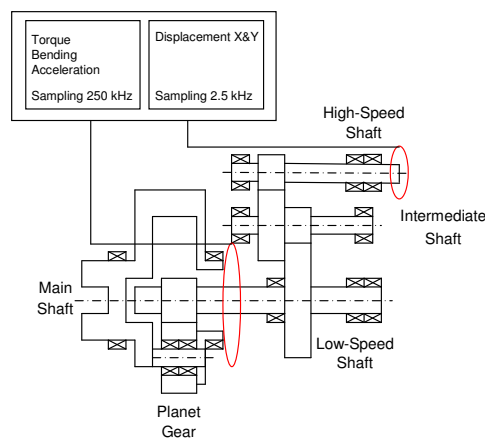 Torque
Bending
Acceleration
Sampling 250 kHz
Displacement X&Y
Sampling 2.5 kHz
High-Speed
Shaft
Intermediate
Shaft
Main
Shaft
Low-Speed
Shaft
Planet
Gear